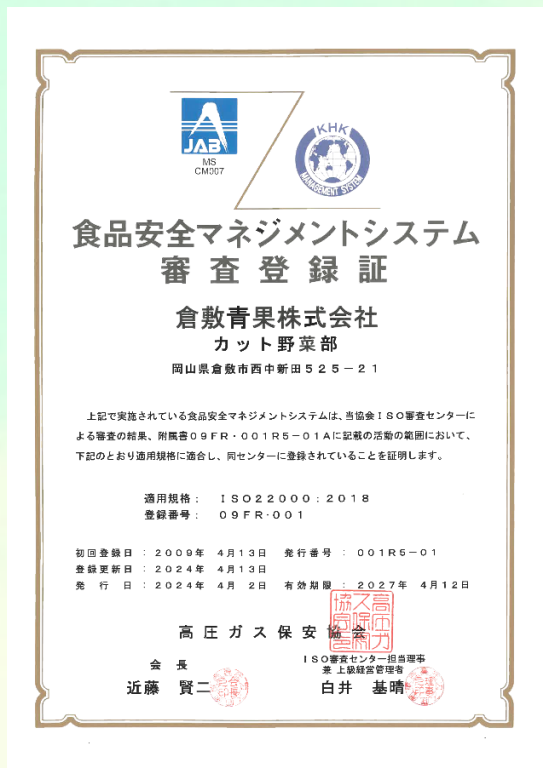 JAB
MS
CM007
KHK
MANAGEMENT SYSTEM
食品安全マネジメントシステム
審査登録証
倉敷青果株式会社
カット野菜部
岡山県倉敷市西中新田525-21
上記で実施されている食品安全マネジメントシステムは、当協会ISO審査センターに
よる審査の結果、附属書09FR・001R5-01Aに記載の活動の範囲において、
下記のとおり適用規格に適合し、同センターに登録されていることを証明します。
適用規格: ISO22000:2018
登録番号: 09FR・001
初回登録日 : 2009年 4月13日 発行番号 : 001R5-01
登録更新日 : 2024年 4月13日
発行日 : 2024年 4月 2日 有効期限 : 2027年 4月12日
高圧ガス保安協会
会長
近藤 賢二
ISO審査センター担当理事
兼 上級経営管理者
白井 基晴